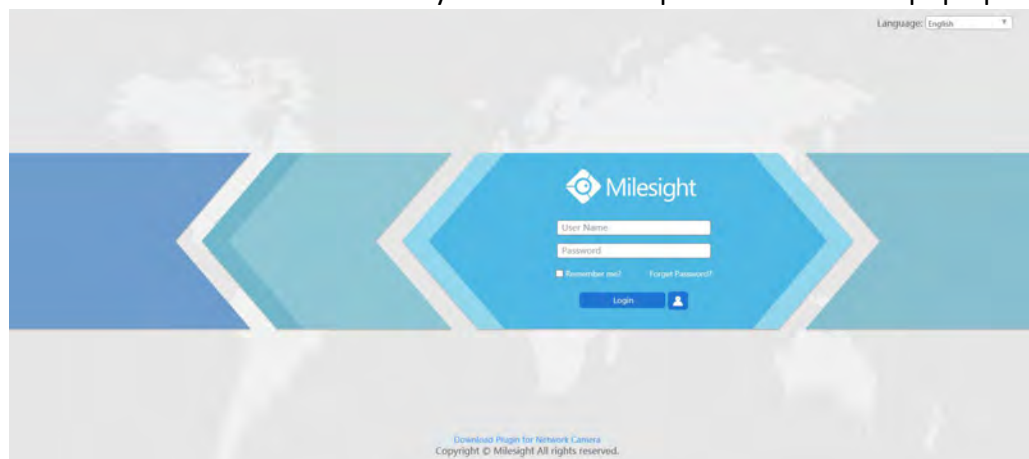 Language: English
Milesight
User Name
Password
Remember me? Forget Password?
Login
Download Plugin for Network Camera
Copyright © Milesight All rights reserved.